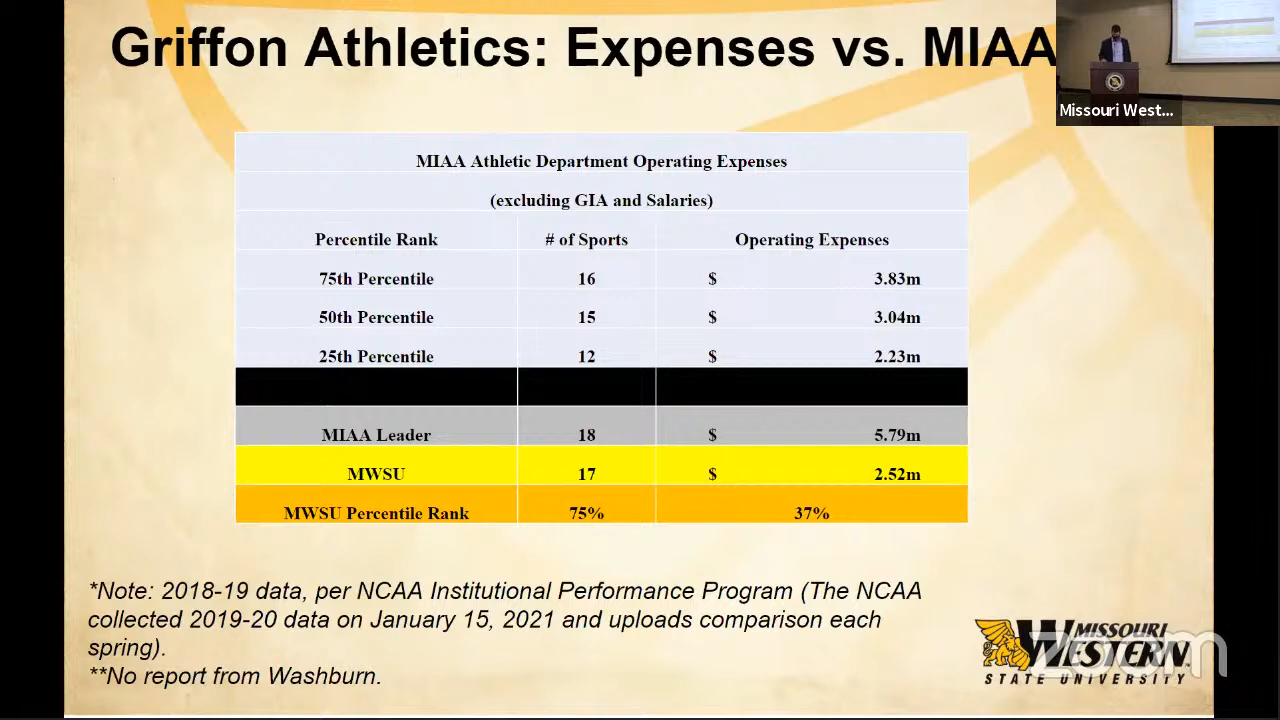 Griffon Athletics: Expenses vs. MIAA
Missouri West...
MIAA Athletic Department Operating Expenses
(excluding GIA and Salaries)
Percentile Rank # of Sports Operating Expenses
75th Percentile 16 $ 3.83m
50th Percentile 15 $ 3.04m
25th Percentile 12 $ 2.23m
MIAA Leader 18 $ 5.79m
MWSU 17 $ 2.52m
MWSU Percentile Rank 75% 37%
*Note: 2018-19 data, per NCAA Institutional Performance Program (The NCAA
collected 2019-20 data on January 15, 2021 and uploads comparison each
spring).
**No report from Washburn.
MISSOURI
WESTERN
STATE UNIVERSITY
zoom